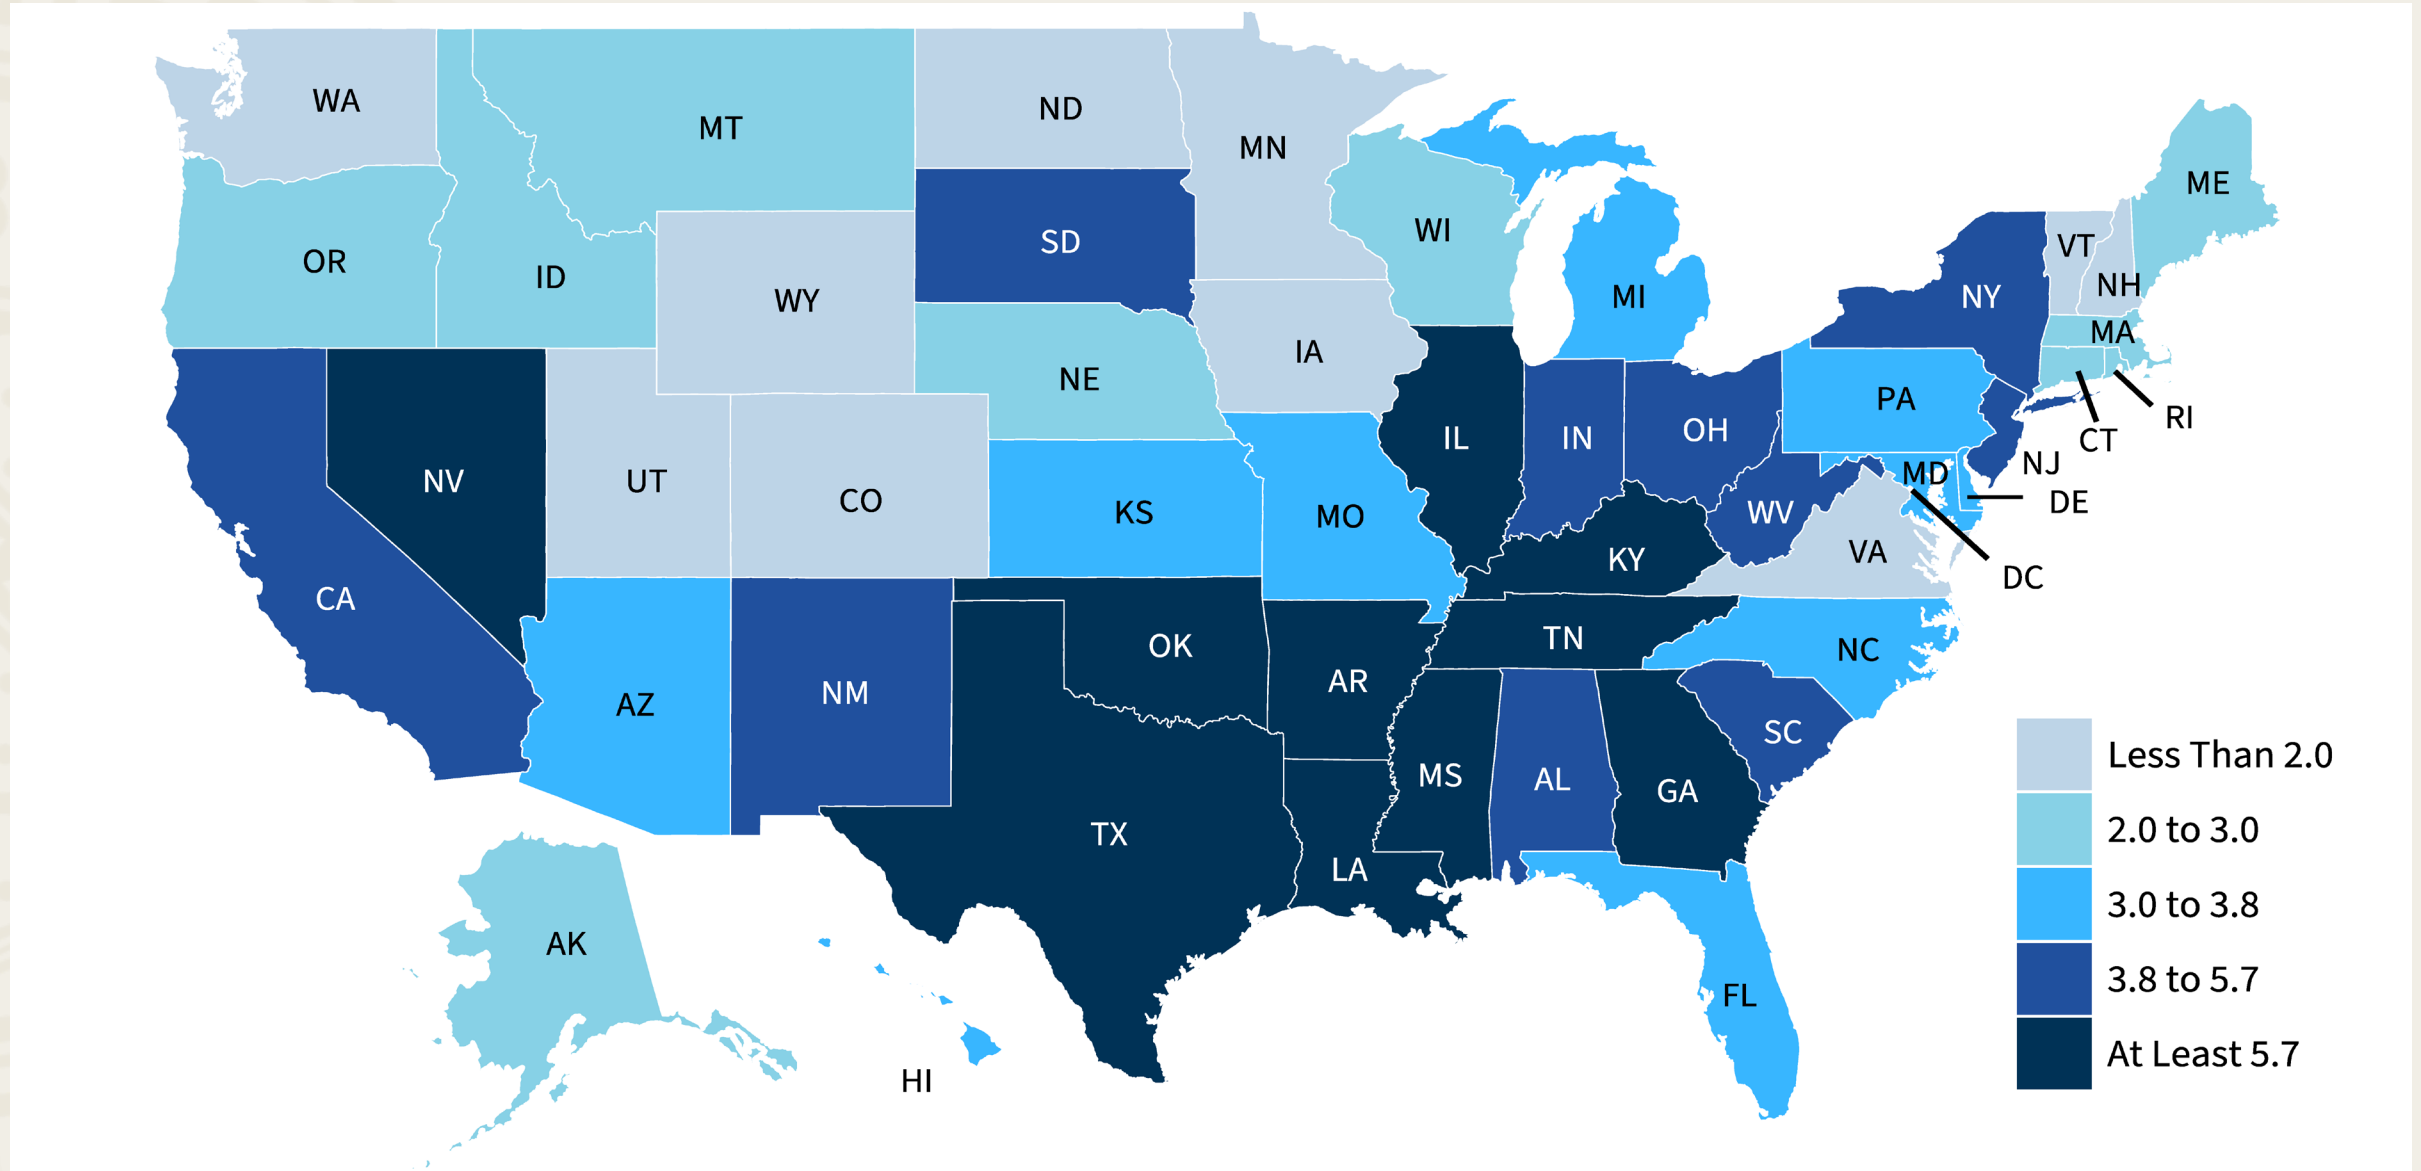 WA
MT
ND
MN
ME
OR
ID
WY
SD
WI
MI
NY
VT
NH
MA
IA
NE
PA
RI
CT
NV
UT
CO
KS
MO
IL
IN
OH
NJ
MD
DE
WV
VA
DC
KY
CA
AZ
NM
OK
AR
TN
NC
SC
TX
LA
MS
AL
GA
FL
AK
HI
Less Than 2.0
2.0 to 3.0
3.0 to 3.8
3.8 to 5.7
At Least 5.7